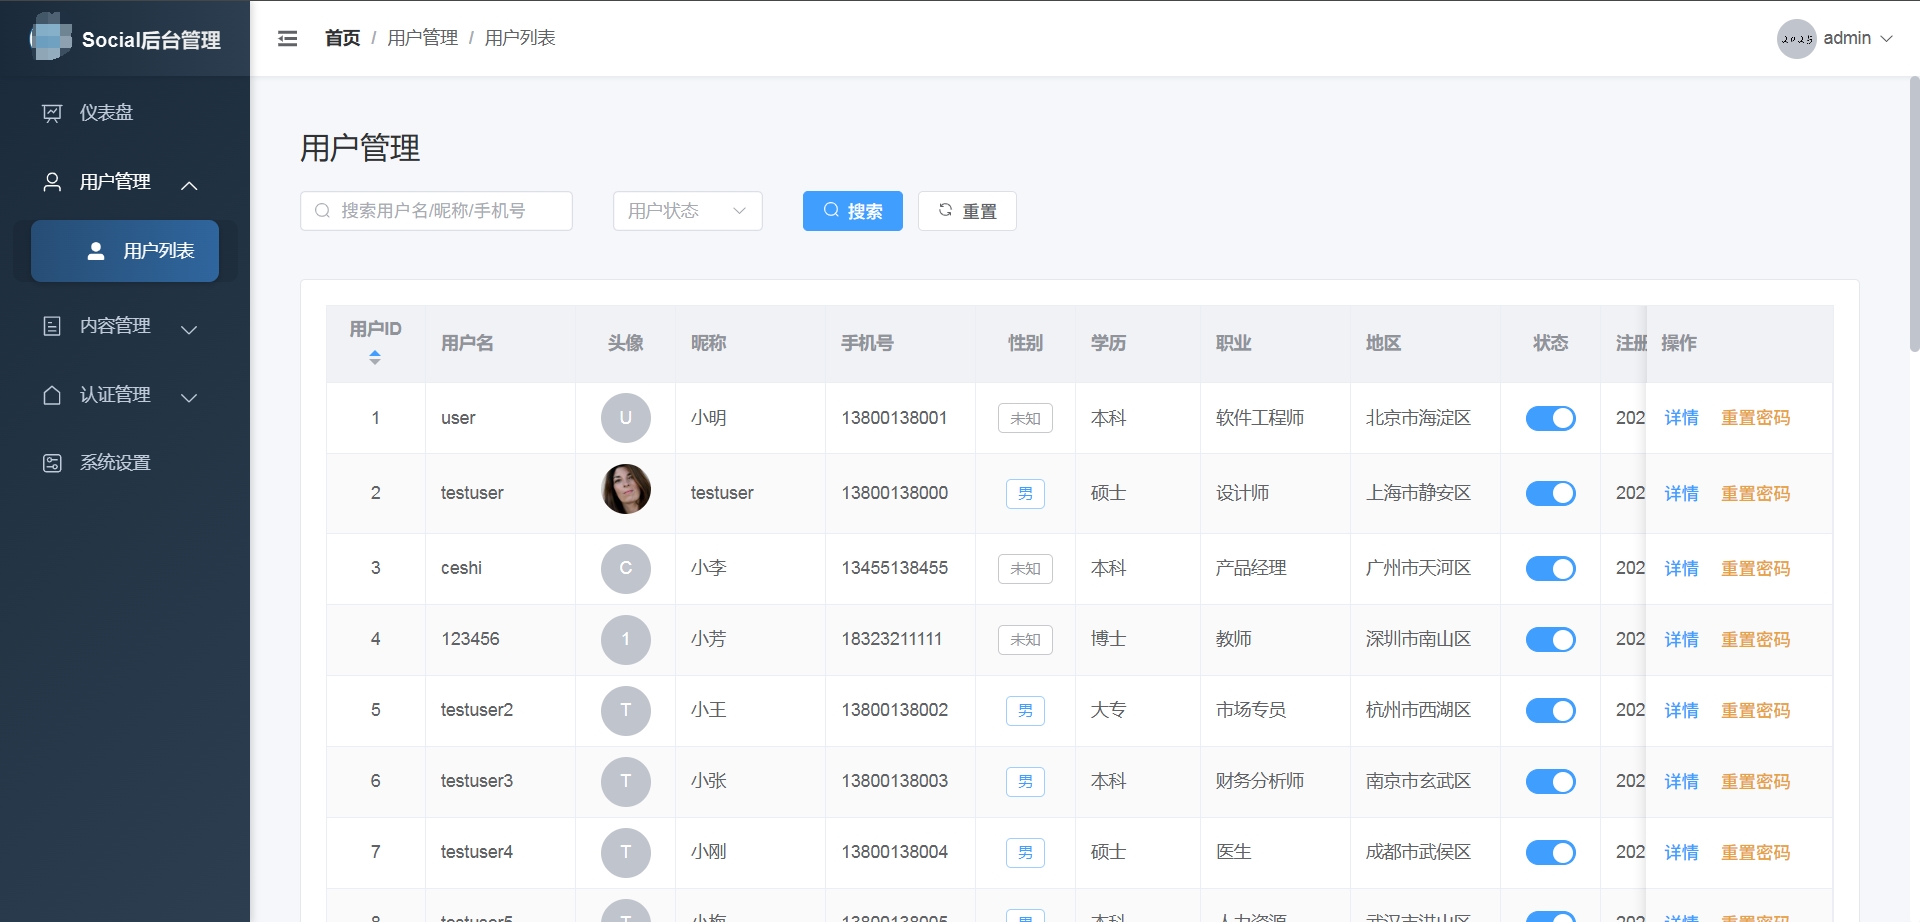 Social后台管理
首页 / 用户管理 / 用户列表
2025 admin
仪表盘
用户管理
用户列表
内容管理
认证管理
系统设置
用户管理
搜索用户名/昵称/手机号 用户状态 搜索 重置
用户ID 用户名 头像 昵称 手机号 性别 学历 职业 地区 状态 注册 操作
1 user U 小明 13800138001 未知 本科 软件工程师 北京市海淀区 202 详情 重置密码
2 testuser testuser 13800138000 男 硕士 设计师 上海市静安区 202 详情 重置密码
3 ceshi C 小李 13455138455 未知 本科 产品经理 广州市天河区 202 详情 重置密码
4 123456 1 小芳 18323211111 未知 博士 教师 深圳市南山区 202 详情 重置密码
5 testuser2 T 小王 13800138002 男 大专 市场专员 杭州市西湖区 202 详情 重置密码
6 testuser3 T 小张 13800138003 男 本科 财务分析师 南京市玄武区 202 详情 重置密码
7 testuser4 T 小刚 13800138004 男 硕士 医生 成都市武侯区 202 详情 重置密码
8 testuser5 T 小梅 13800138005 男 本科 人力资源 武汉市洪山区 202 详情 重置密码